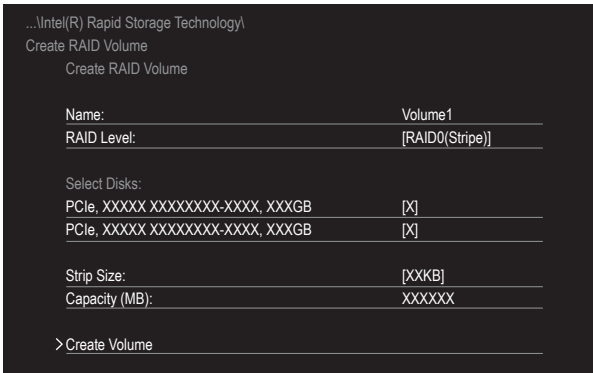 ...\Intel(R) Rapid Storage Technology\
Create RAID Volume
Create RAID Volume
Name: Volume1
RAID Level: [RAID0(Stripe)]
Select Disks:
PCIe, XXXXX XXXXXXXX-XXXX, XXXGB [X]
PCIe, XXXXX XXXXXXXX-XXXX, XXXGB [X]
Strip Size: [XXKB]
Capacity (MB): XXXXXX
>Create Volume